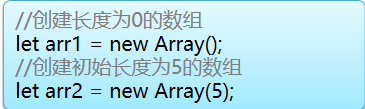 //创建长度为0的数组
let arr1 = new Array();
//创建初始长度为5的数组
let arr2 = new Array(5);